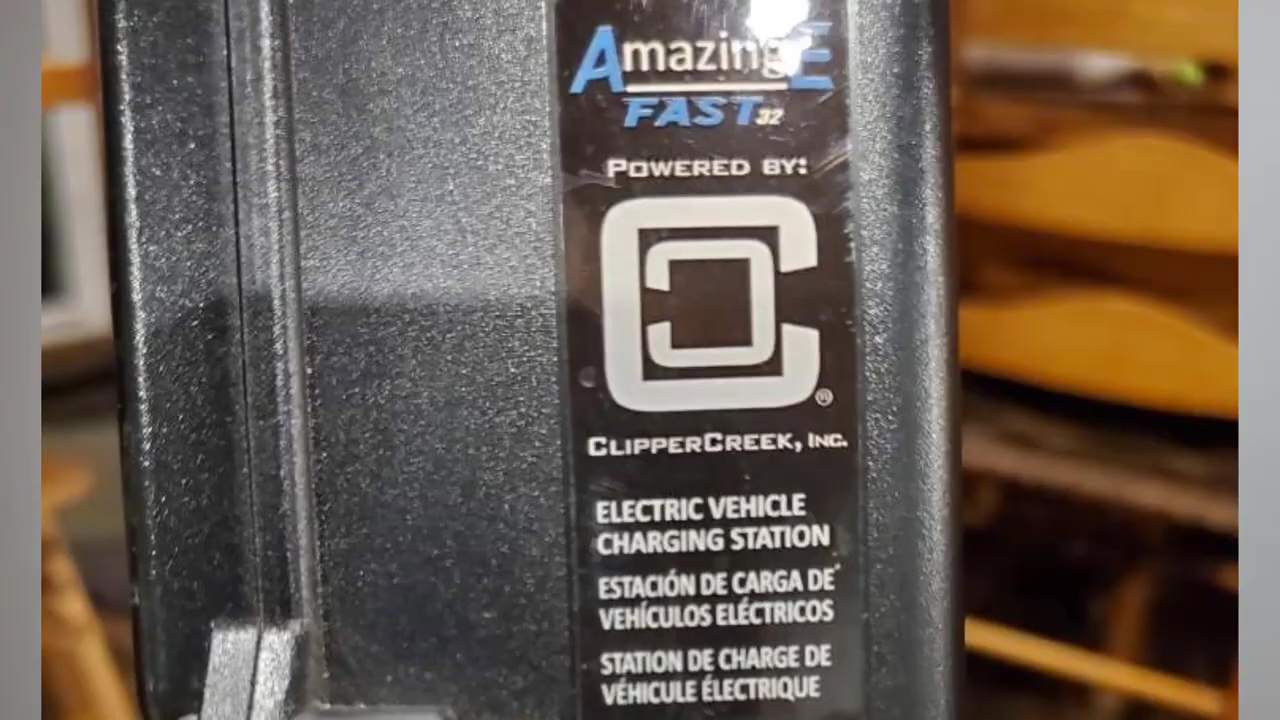 AmazingE
FAST32
POWERED BY:
®
CLIPPERCREEK, INC.
ELECTRIC VEHICLE
CHARGING STATION
ESTACIÓN DE CARGA DE
VEHÍCULOS ELÉCTRICOS
STATION DE CHARGE DE
VÉHICULE ÉLECTRIQUE